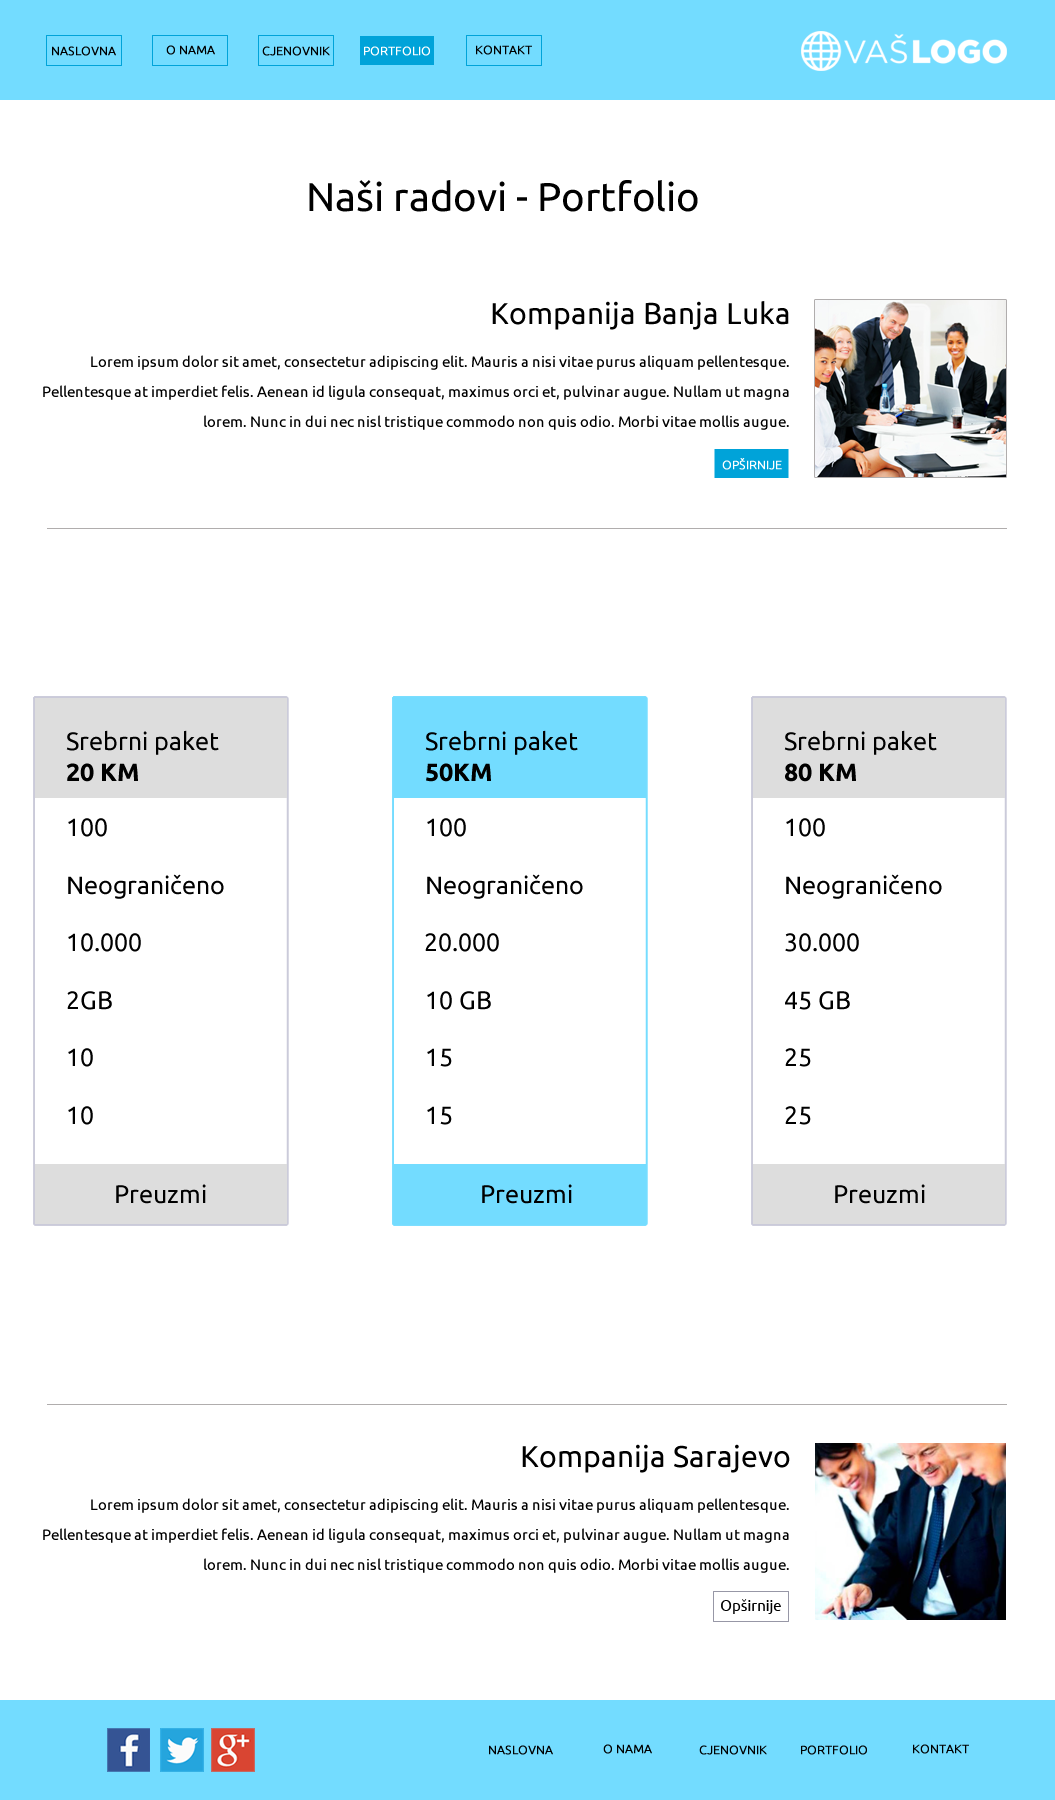 NASLOVNA
O NAMA
CJENOVNIK
PORTFOLIO
KONTAKT
VAŠLOGO
Naši radovi - Portfolio
Kompanija Banja Luka
Lorem ipsum dolor sit amet, consectetur adipiscing elit. Mauris a nisi vitae purus aliquam pellentesque.
Pellentesque at imperdiet felis. Aenean id ligula consequat, maximus orci et, pulvinar augue. Nullam ut magna
lorem. Nunc in dui nec nisl tristique commodo non quis odio. Morbi vitae mollis augue.
OPŠIRNIJE
Srebrni paket
20 KM
100
Neograničeno
10.000
2GB
10
10
Preuzmi
Srebrni paket
50KM
100
Neograničeno
20.000
10 GB
15
15
Preuzmi
Srebrni paket
80 KM
100
Neograničeno
30.000
45 GB
25
25
Preuzmi
Kompanija Sarajevo
Lorem ipsum dolor sit amet, consectetur adipiscing elit. Mauris a nisi vitae purus aliquam pellentesque.
Pellentesque at imperdiet felis. Aenean id ligula consequat, maximus orci et, pulvinar augue. Nullam ut magna
lorem. Nunc in dui nec nisl tristique commodo non quis odio. Morbi vitae mollis augue.
Opširnije
f
g+
NASLOVNA
O NAMA
CJENOVNIK
PORTFOLIO
KONTAKT